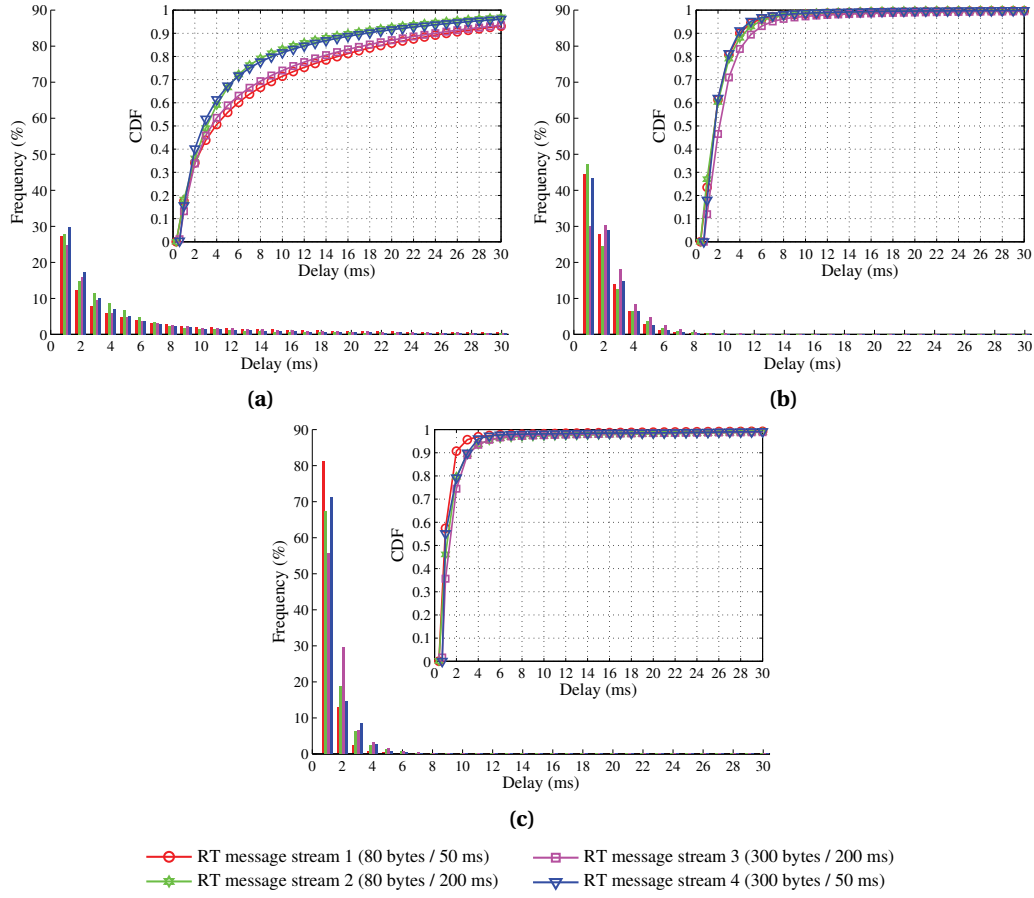 90
80
70
60
50
40
30
20
10
0
Frequency (%)
0 2 4 6 8 10 12 14 16 18 20 22 24 26 28 30
Delay (ms)
1
0.9
0.8
0.7
0.6
0.5
0.4
0.3
0.2
0.1
0
CDF
0 2 4 6 8 10 12 14 16 18 20 22 24 26 28 30
Delay (ms)
(a)
90
80
70
60
50
40
30
20
10
0
Frequency (%)
0 2 4 6 8 10 12 14 16 18 20 22 24 26 28 30
Delay (ms)
1
0.9
0.8
0.7
0.6
0.5
0.4
0.3
0.2
0.1
0
CDF
0 2 4 6 8 10 12 14 16 18 20 22 24 26 28 30
Delay (ms)
(b)
90
80
70
60
50
40
30
20
10
0
Frequency (%)
0 2 4 6 8 10 12 14 16 18 20 22 24 26 28 30
Delay (ms)
1
0.9
0.8
0.7
0.6
0.5
0.4
0.3
0.2
0.1
0
CDF
0 2 4 6 8 10 12 14 16 18 20 22 24 26 28 30
Delay (ms)
(c)
RT message stream 1 (80 bytes / 50 ms)
RT message stream 2 (80 bytes / 200 ms)
RT message stream 3 (300 bytes / 200 ms)
RT message stream 4 (300 bytes / 50 ms)